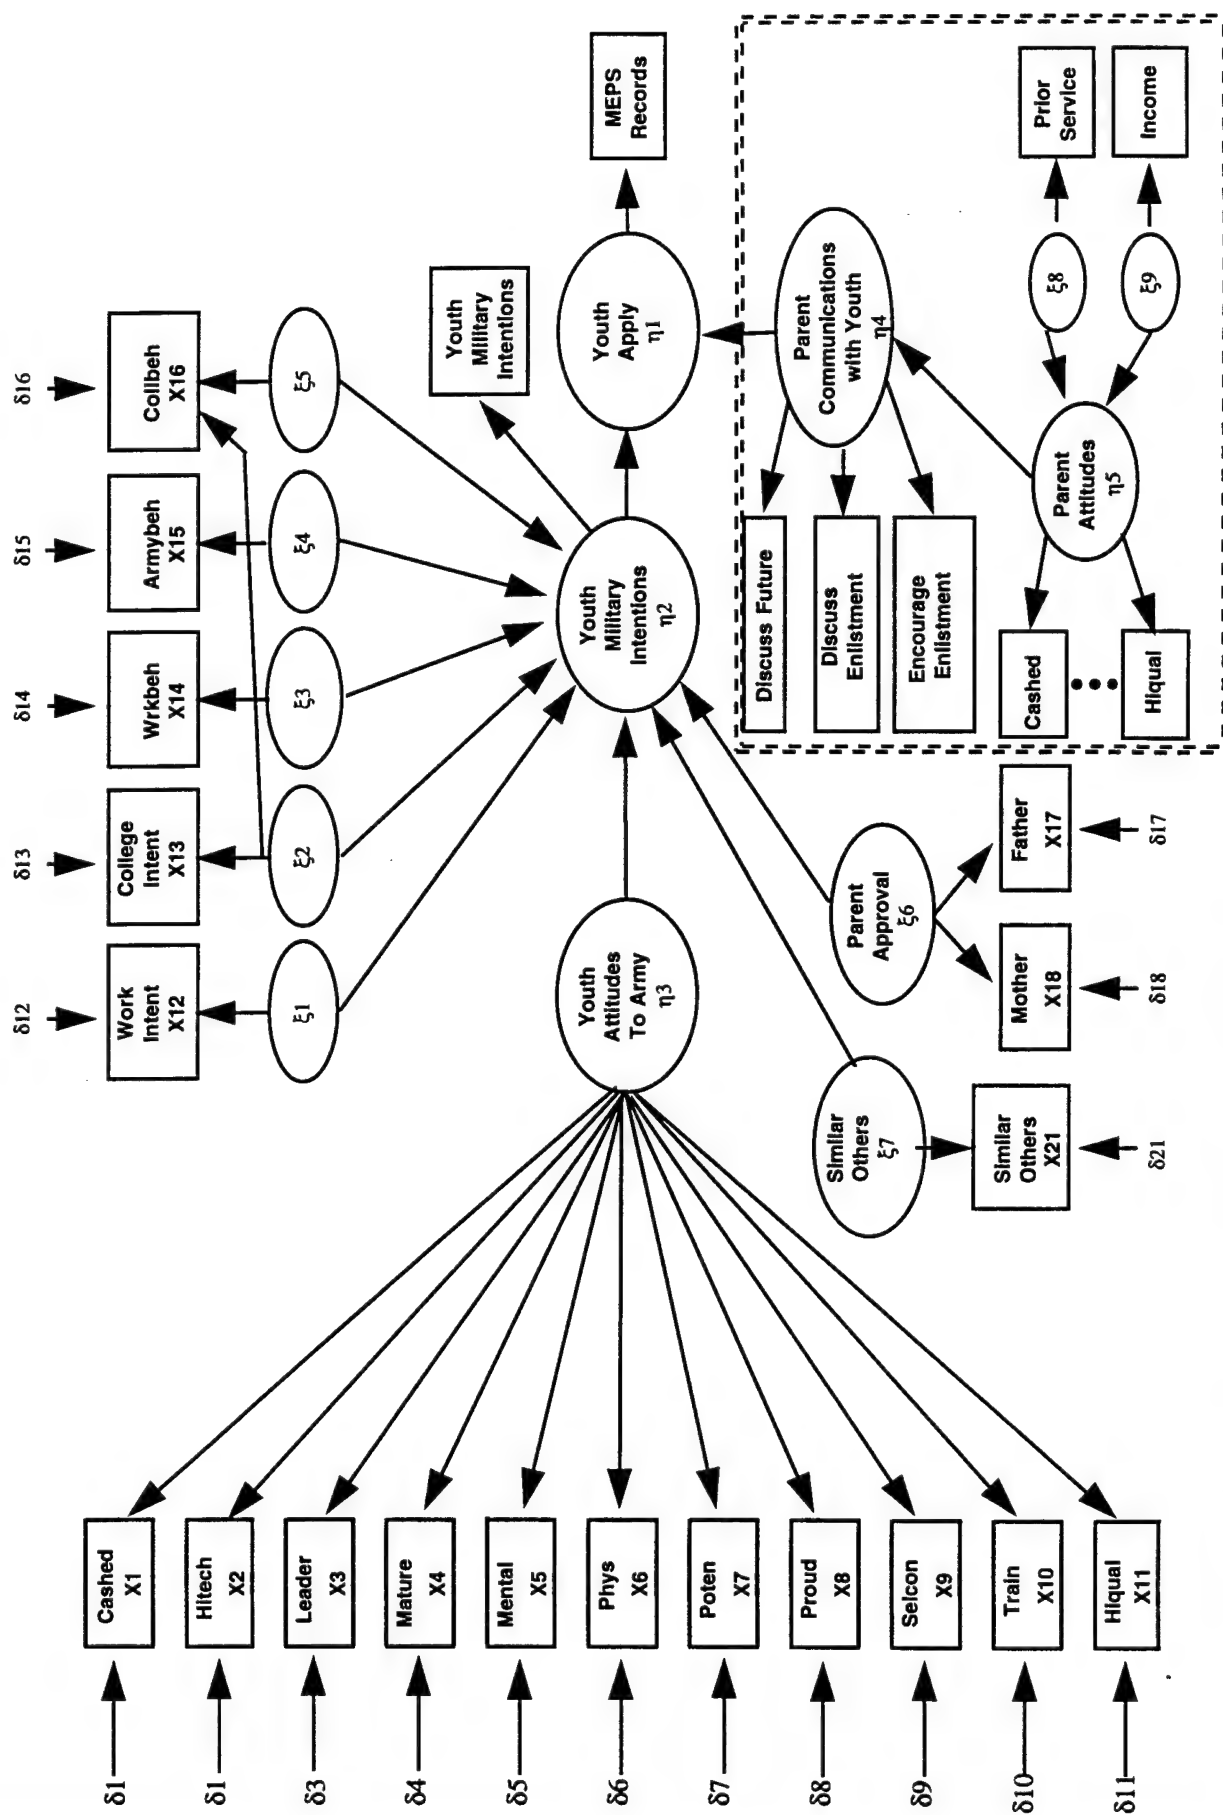 δ1
Cashed
X1
δ1
Hitech
X2
δ3
Leader
X3
δ4
Mature
X4
δ5
Mental
X5
δ6
Phys
X6
δ7
Poten
X7
δ8
Proud
X8
δ9
Selcon
X9
δ10
Train
X10
δ11
Hiqual
X11
δ12
Work
Intent
X12
ξ1
δ13
College
Intent
X13
ξ2
δ14
Wrkbeh
X14
ξ3
δ15
Armybeh
X15
ξ4
δ16
Collbeh
X16
ξ5
Youth
Attitudes
To Army
η3
Youth
Military
Intentions
η2
Youth
Military
Intentions
Youth
Apply
η1
MEPS
Records
Similar
Others
ξ7
Similar
Others
X21
δ21
Parent
Approval
ξ6
Mother
X18
δ18
Father
X17
δ17
Discuss Future
Discuss
Enlistment
Encourage
Enlistment
Parent
Communications
with Youth
η4
Cashed
Hiqual
Parent
Attitudes
η5
ξ8
ξ9
Prior
Service
Income